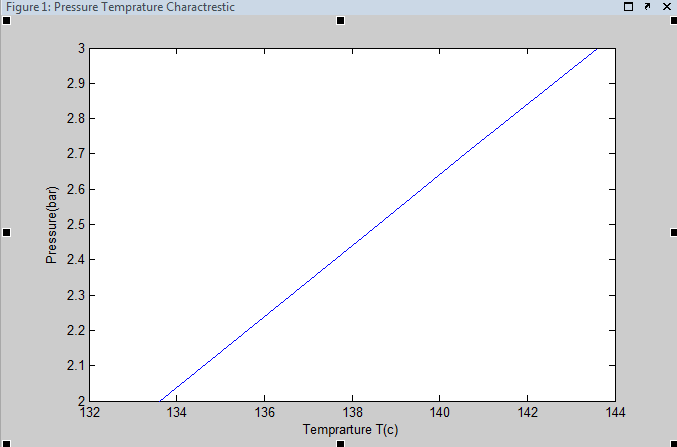 Figure 1: Pressure Temprature Charactrestic
3
2.9
2.8
2.7
2.6
2.5
2.4
2.3
2.2
2.1
2
Pressure(bar)
132 134 136 138 140 142 144
Temprarture T(c)